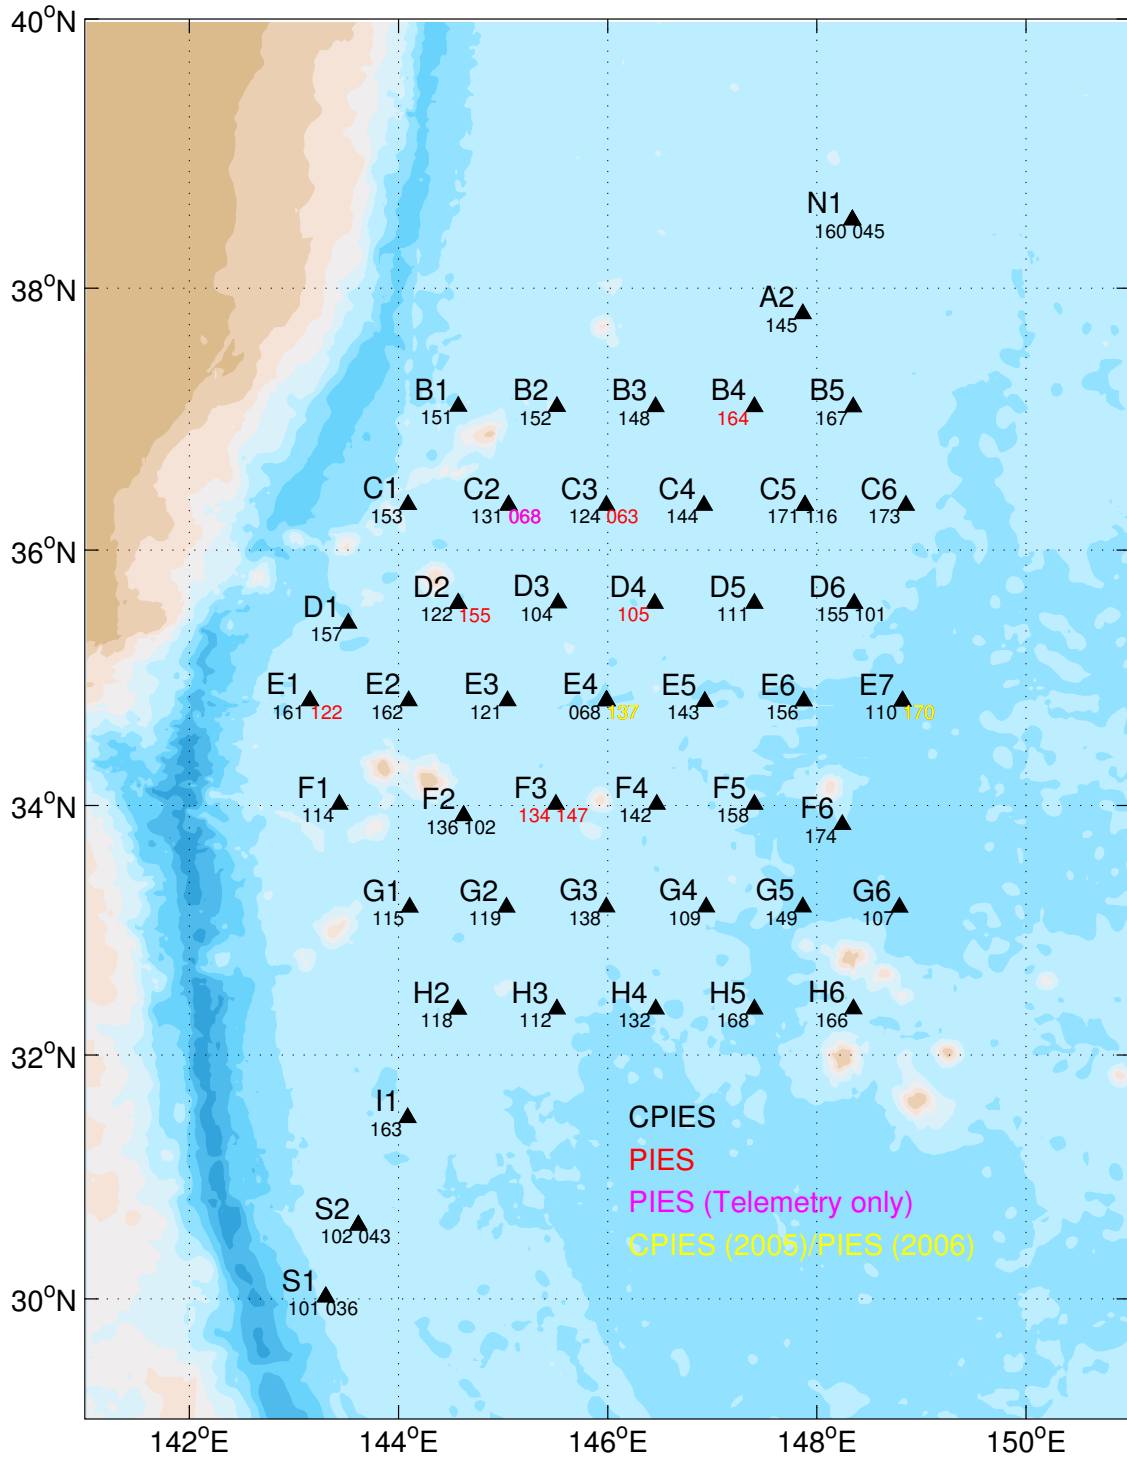 40°N
N1
160 045
38°N
A2
145
B1 B2 B3 B4 B5
151 152 148 164 167
C1 C2 C3 C4 C5 C6
153 131 068 124 063 144 171 116 173
36°N
D1 D2 D3 D4 D5 D6
157 122 155 104 105 111 155 101
E1 E2 E3 E4 E5 E6 E7
161 122 162 121 068 137 143 156 110 170
34°N
F1 F2 F3 F4 F5 F6
114 136 102 134 147 142 158 174
G1 G2 G3 G4 G5 G6
115 119 138 109 149 107
H2 H3 H4 H5 H6
118 112 132 168 166
32°N
I1
163
CPIES
PIES
PIES (Telemetry only)
CPIES (2005)/PIES (2006)
S2
102 043
S1
101 036
30°N
142°E 144°E 146°E 148°E 150°E